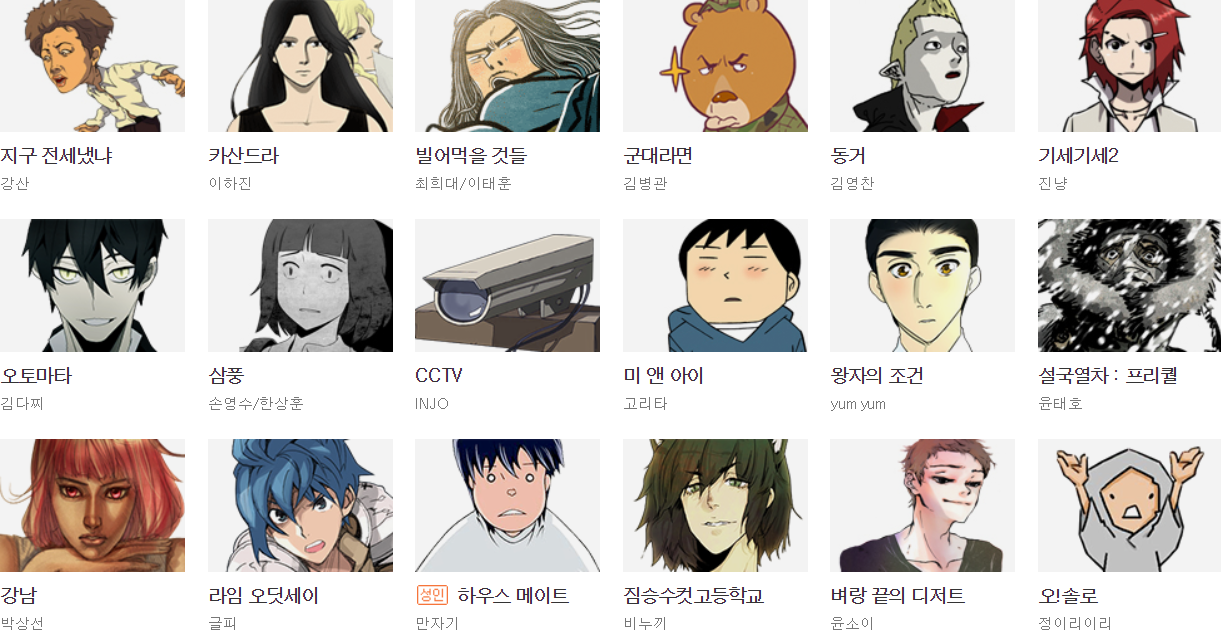 지구 전세냈냐
강산
카산드라
이하진
빌어먹을 것들
최희대/이태훈
군대라면
김병관
동거
김영찬
기세기세2
진냥
오토마타
김다찌
삼풍
손영수/한상훈
CCTV
INJO
미 앤 아이
고리타
왕자의 조건
yum yum
설국열차 : 프리퀄
윤태호
강남
박상선
라임 오딧세이
글피
성인 하우스 메이트
만자기
짐승수컷고등학교
비누끼
벼랑 끝의 디저트
윤소이
오!솔로
정이리이리